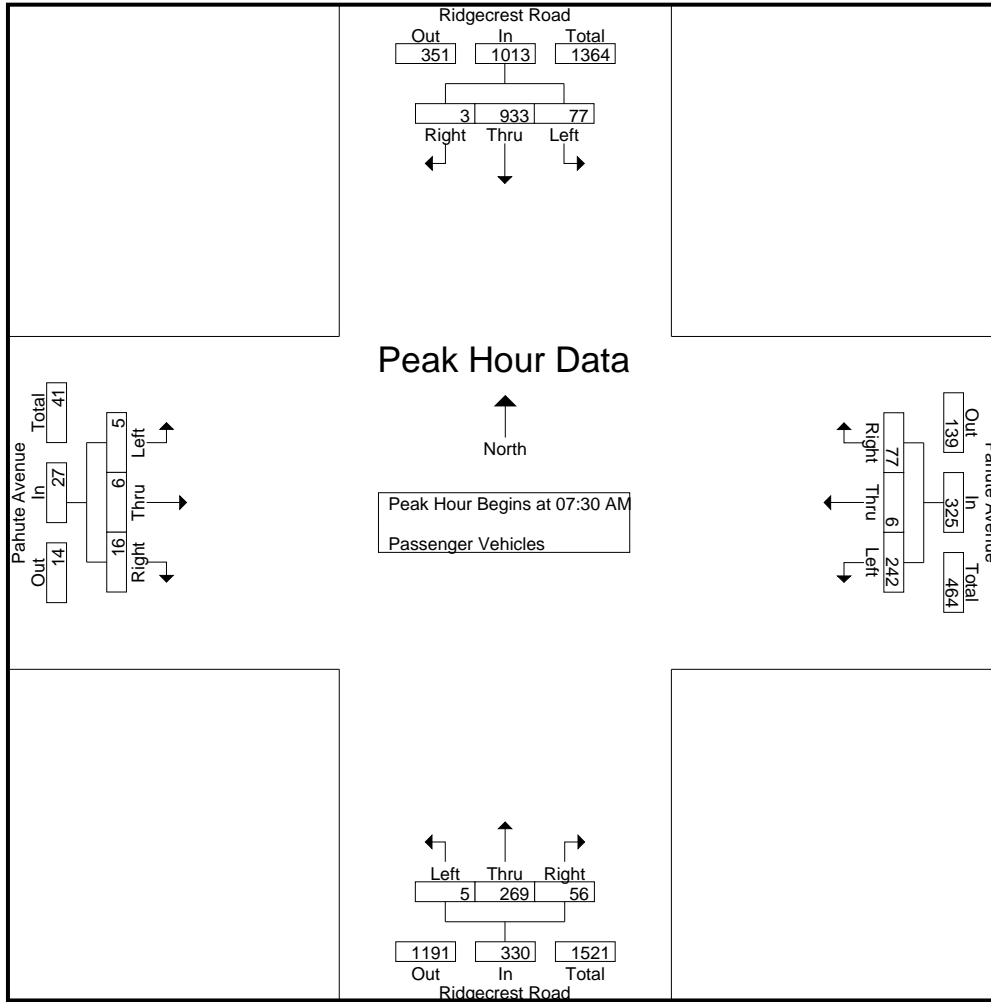 Ridgecrest Road
Out In Total
351 1013 1364
3 933 77
Right Thru Left
Peak Hour Data
North
Peak Hour Begins at 07:30 AM
Passenger Vehicles
Pahute Avenue
Out In Total
14 27 41
Right Thru Left
16 6 5
Pahute Avenue
Out In Total
139 325 464
77 6 242
Right Thru Left
Left Thru Right
5 269 56
1191 330 1521
Out In Total
Ridgecrest Road